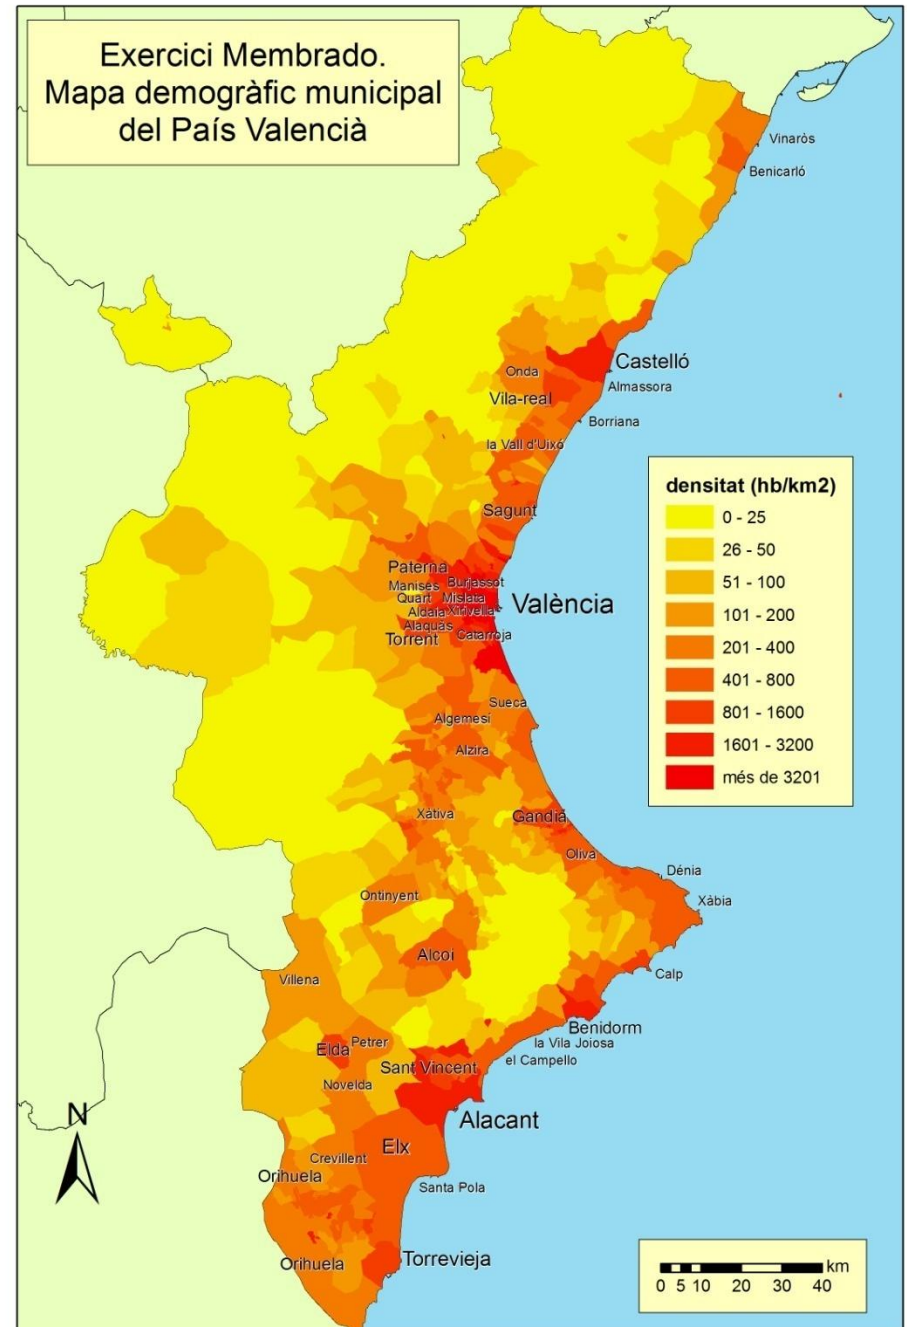 Exercici Membrado.
Mapa demogràfic municipal
del País Valencià
Vinaròs
Benicarló
Castelló
Onda
Almassora
Vila-real
Borriana
la Vall d'Uixó
Sagunt
densitat (hb/km2)
0 - 25
26 - 50
51 - 100
101 - 200
201 - 400
401 - 800
801 - 1600
1601 - 3200
més de 3201
Paterna
Burjassot
Manises
Quart
Mislata
València
Xirivella
Aldaia
Alaquàs
Torrent
Catarroja
Sueca
Algemesí
Alzira
Xàtiva
Gandia
Oliva
Dénia
Xàbia
Ontinyent
Alcoi
Calp
Villena
Benidorm
la Vila Joiosa
Petrer
Elda
el Campello
Sant Vincent
Novelda
Alacant
N
Elx
Crevillent
Orihuela
Santa Pola
Torrevieja
Orihuela
km
0 5 10 20 30 40